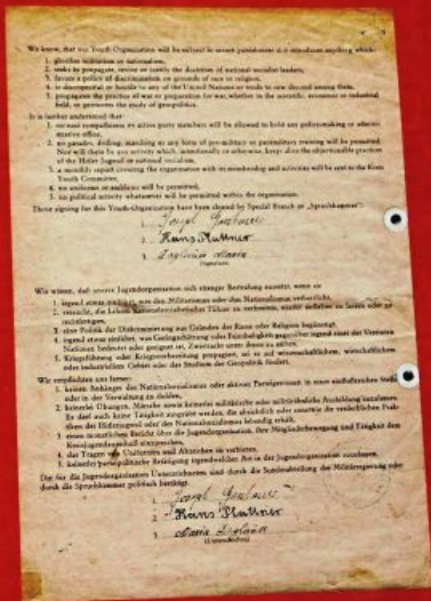 We know, that our Youth Organization will be subject to severe punishment if it introduces anything which:
1. glorifies militarism or nationalism,
2. seeks to propagate, revive or justify the doctrines of national socialist leaders,
3. favors a policy of discrimination on grounds of race or religion,
4. is disrespectful or hostile to any of the United Nations or tends to sow discord among them,
5. propagates the practice of war or preparation for war, whether in the scientific, economic or industrial
field, or promotes the study of geo-politics.
It is further understood that:
1. no nazi sympathizers or active party members will be allowed to hold any policy-making or administ-
rative office,
2. no parades, drilling, marching or any form of pre-military or paramilitary training will be permitted.
Nor will there be any activity which, intentionally or otherwise, keeps alive the objectionable practices
of the Hitler Jugend or national socialism,
3. a monthly report covering the organization with its membership and activities will be sent to the Kreis
Youth Committee,
4. no uniforms or emblems will be permitted,
5. no political activity whatsoever will be permitted within the organization.
Those signing for this Youth-Organization have been cleared by Special Branch or „Spruchkammer":
1.
2. Hans Plattner
3. Maria
(Signature)
Wir wissen, daß unsere Jugendorganisation sich strenger Bestrafung aussetzt, wenn sie
1. irgend etwas einführt, was den Militarismus oder den Nationalismus verherrlicht,
2. versucht, die Lehren Nationalsozialistischer Führer zu verbreiten, wieder aufleben zu lassen oder zu
rechtfertigen,
3. eine Politik der Diskriminierung aus Gründen der Rasse oder Religion begünstigt,
4. irgend etwas einführt, was Geringschätzung oder Feindseligkeit gegenüber irgend einer der Vereinten
Nationen bedeutet oder geeignet ist, Zwietracht unter ihnen zu nähren,
5. Kriegsführung oder Kriegsvorbereitung propagiert, sei es auf wissenschaftlichem, wirtschaftlichem
oder industriellem Gebiet oder das Studium der Geopolitik fördert.
Wir verpflichten uns ferner:
1. keinem Anhänger des Nationalsozialismus oder aktiven Parteigenossen in einer einflußreichen Stelle
oder in der Verwaltung zu dulden,
2. keinerlei Übungen, Märsche sowie keinerlei militärische oder militärähnliche Ausbildung zuzulassen.
Es darf auch keine Tätigkeit ausgeübt werden, die absichtlich oder sonstwie die verderblichen Prak-
tiken der Hitlerjugend oder des Nationalsozialismus lebendig erhält,
3. einen monatlichen Bericht über die Jugendorganisation, ihre Mitgliederbewegung und Tätigkeit dem
Kreisjugendausschuß einzureichen,
4. das Tragen von Uniformen und Abzeichen zu verbieten,
5. keinerlei parteipolitische Betätigung irgendwelcher Art in der Jugendorganisation zuzulassen.
Die für die Jugendorganisation Unterzeichneten sind durch die Sonderabteilung der Militärregierung oder
durch die Spruchkammer politisch bestätigt.
1.
2. Hans Plattner
3. Maria
(Unterschriften)